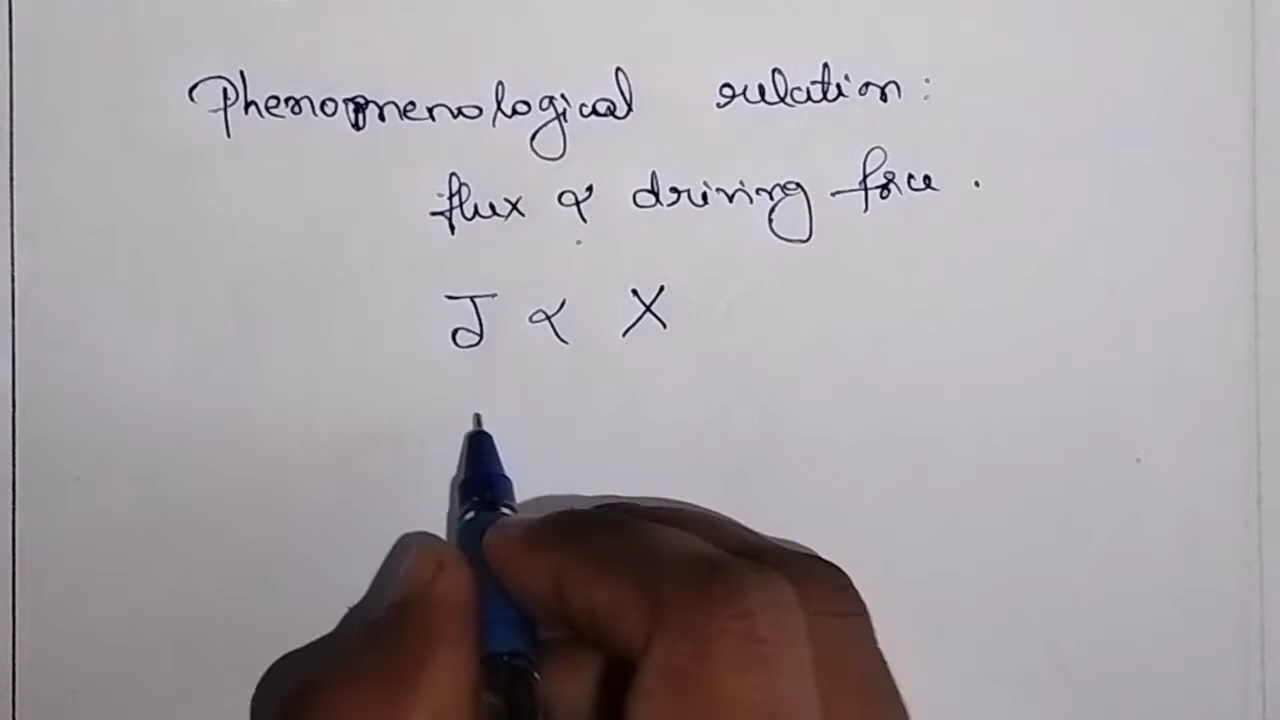 Phenomenological relation:
flux ∝ driving force.
J ∝ X